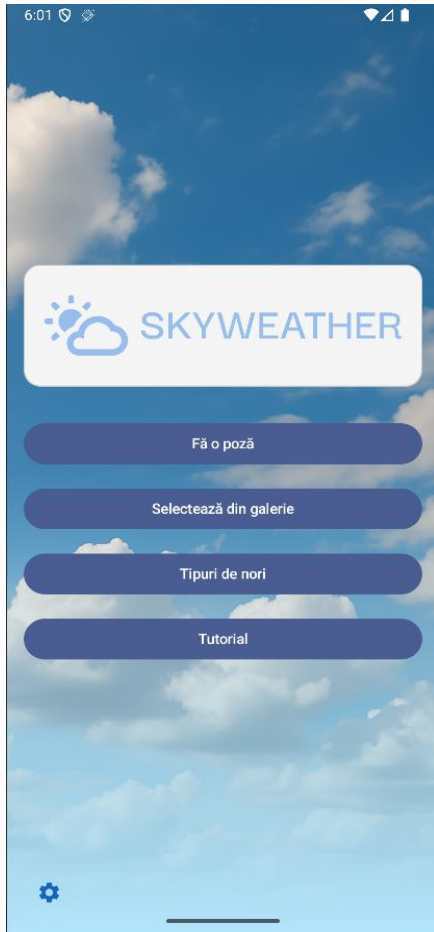 6:01
SKYWEATHER
Fă o poză
Selectează din galerie
Tipuri de nori
Tutorial